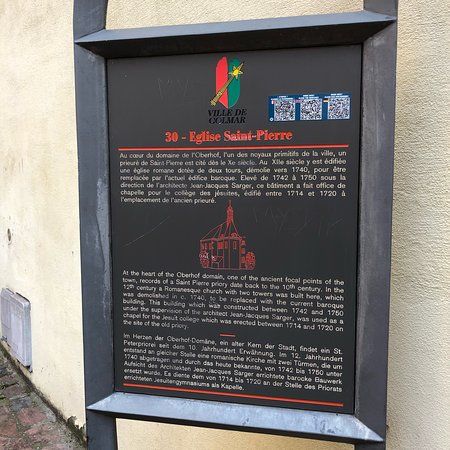 VILLE DE
COLMAR
30 - Eglise Saint-Pierre
Au cœur du domaine de l'Oberhof, l'un des noyaux primitifs de la ville, un
prieuré de Saint-Pierre est cité dès le Xe siècle. Au XIIe siècle y est édifiée
une église romane dotée de deux tours, démolie vers 1740, pour être
remplacée par l'actuel édifice baroque. Elevé de 1742 à 1750 sous la
direction de l'architecte Jean-Jacques Sarger, ce bâtiment a fait office de
chapelle pour le collège des jésuites, édifié entre 1714 et 1720 à
l'emplacement de l'ancien prieuré.
At the heart of the Oberhof domain, one of the ancient focal points of the
town, records of a Saint Pierre priory date back to the 10th century. In the
12th century a Romanesque church with two towers was built here, which
was demolished in c. 1740, to be replaced with the current baroque
building. This building which was constructed between 1742 and 1750
under the supervision of the architect Jean-Jacques Sarger, was used as a
chapel for the Jesuit college which was erected between 1714 and 1720 on
the site of the old priory.
Im Herzen der Oberhof-Domäne, ein alter Kern der Stadt, findet ein St.
Peterpriorei seit dem 10. Jahrhundert Erwähnung. Im 12. Jahrhundert
entstand an gleicher Stelle eine romanische Kirche mit zwei Türmen, die um
1740 abgetragen und durch das heute bekannte, von 1742 bis 1750 unter
Aufsicht des Architekten Jean-Jacques Sarger errichtete barocke Bauwerk
ersetzt wurde. Es diente dem von 1714 bis 1720 an der Stelle des Priorats
errichteten Jesuitengymnasiums als Kapelle.